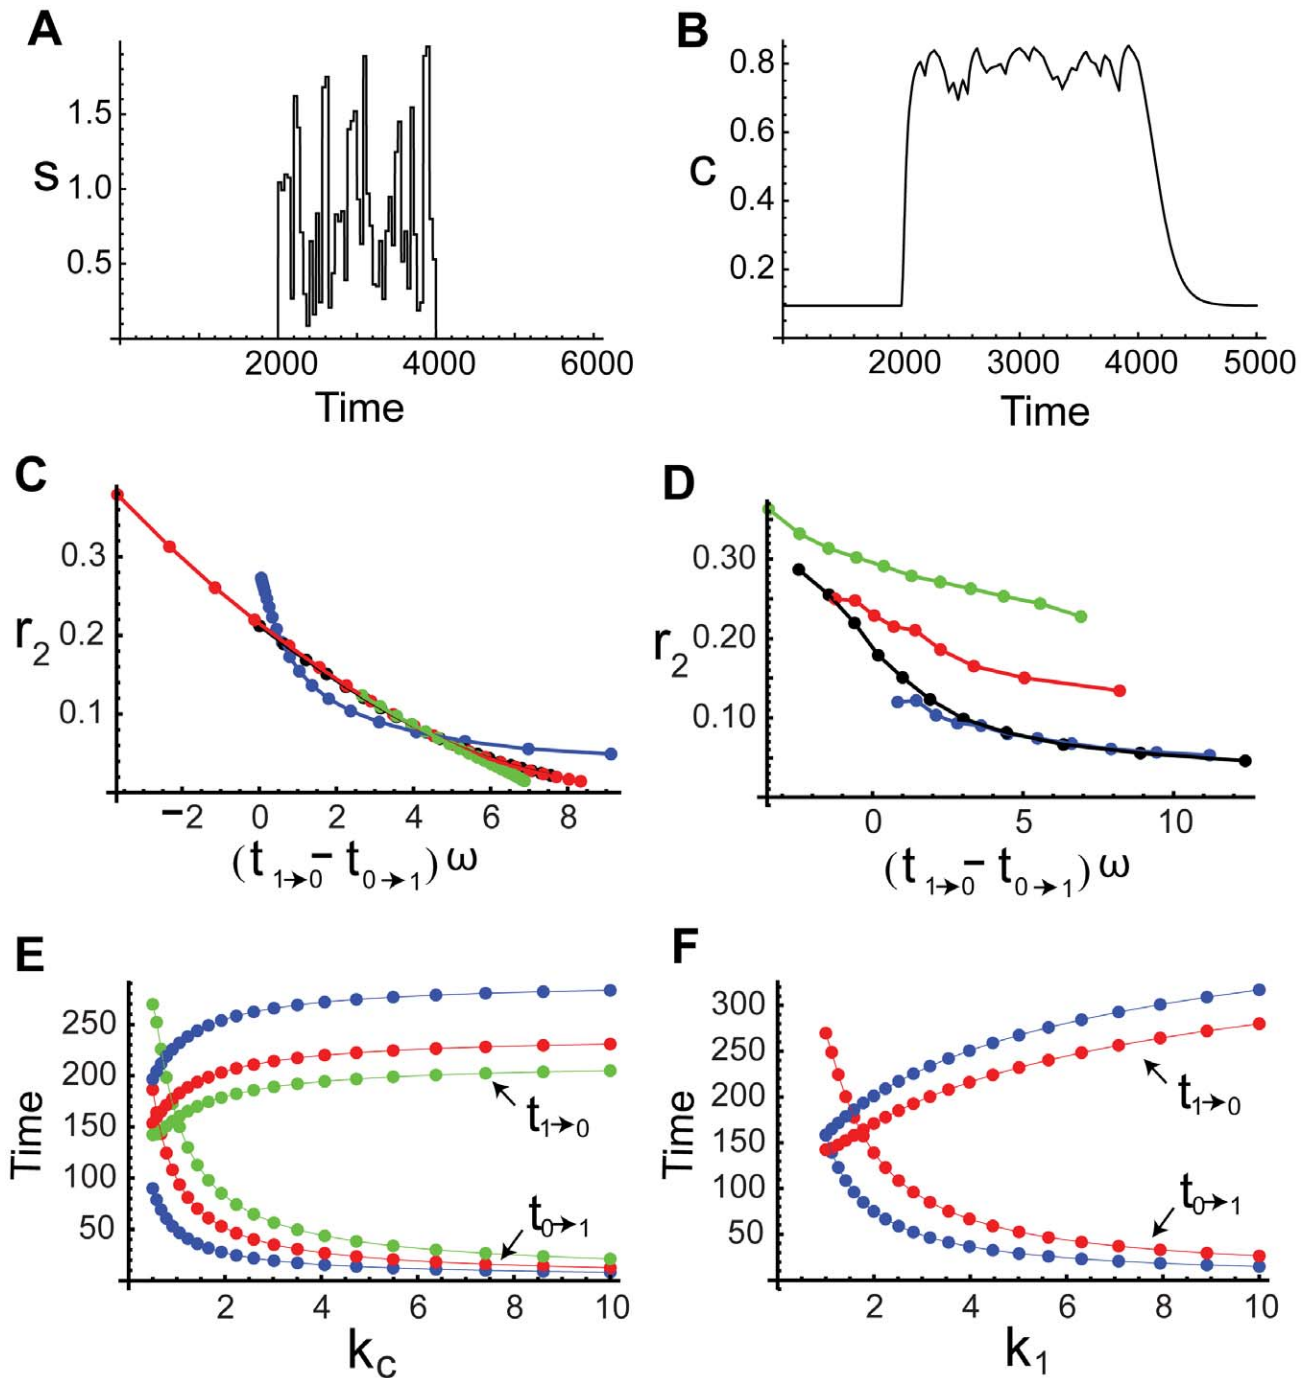 A
S
1.5
1.0
0.5
2000 4000 6000
Time
B
C
0.8
0.6
0.4
0.2
2000 3000 4000 5000
Time
C
r2
0.3
0.2
0.1
−2 0 2 4 6 8
(t1→0 − t0→1) ω
D
r2
0.30
0.20
0.10
0 5 10
(t1→0 − t0→1) ω
E
Time
250
200
150
100
50
t1→0
t0→1
2 4 6 8 10
kC
F
Time
300
250
200
150
100
50
t1→0
t0→1
2 4 6 8 10
k1